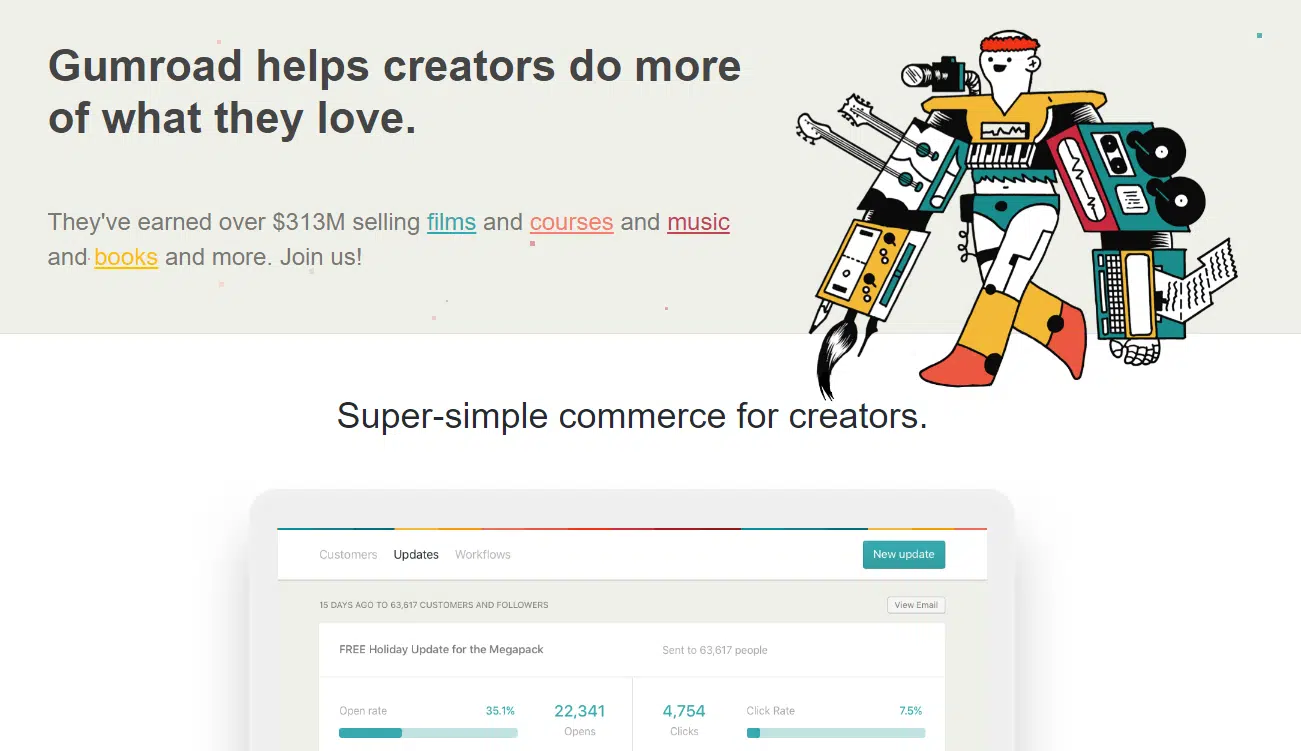 Gumroad helps creators do more
of what they love.
They've earned over $313M selling films and courses and music
and books and more. Join us!
Super-simple commerce for creators.
Customers Updates Workflows New update
15 DAYS AGO TO 63,617 CUSTOMERS AND FOLLOWERS View Email
FREE Holiday Update for the Megapack Sent to 63,617 people
Open rate 35.1% 22,341 4,754 Click Rate 7.5%
Opens Clicks